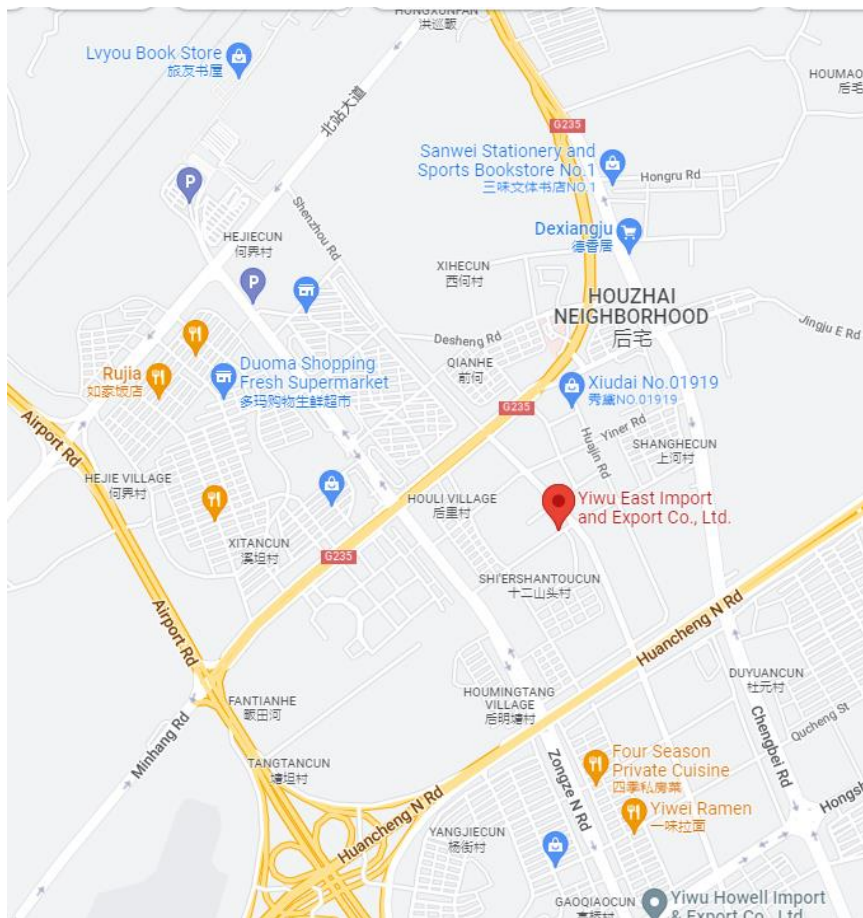 HONGXUNFAN
洪巡畈
Lvyou Book Store
旅友书屋
北站大道
HOUMAO
后毛
G235
Sanwei Stationery and
Sports Bookstore No.1
三味文体书店NO.1
Hongru Rd
Shenzhou Rd
HEJIECUN
何界村
Dexiangju
德香居
XIHECUN
西何村
HOUZHAI
NEIGHBORHOOD
后宅
Jingju E Rd
Desheng Rd
QIANHE
前何
Rujia
如家饭店
Duoma Shopping
Fresh Supermarket
多玛购物生鲜超市
Xiudai No.01919
秀黛NO.01919
G235
Airport Rd
Yiner Rd
Huajin Rd
SHANGHECUN
上河村
HEJIE VILLAGE
何界村
HOULI VILLAGE
后里村
Yiwu East Import
and Export Co., Ltd.
XITANCUN
溪坦村
G235
SHI'ERSHANTOUCUN
十二山头村
Airport Rd
Huancheng N Rd
DUYUANCUN
杜元村
HOUMINGTANG
VILLAGE
后明塘村
FANTIANHE
畈田河
Minhang Rd
Qucheng St
Chengbei Rd
TANGTANCUN
塘坦村
Four Season
Private Cuisine
四季私房菜
Zongze N Rd
Huancheng N Rd
Yiwei Ramen
一味拉面
Hongsh
YANGJIECUN
杨街村
GAOQIAOCUN
高桥村
Yiwu Howell Import
& Export Co., Ltd.